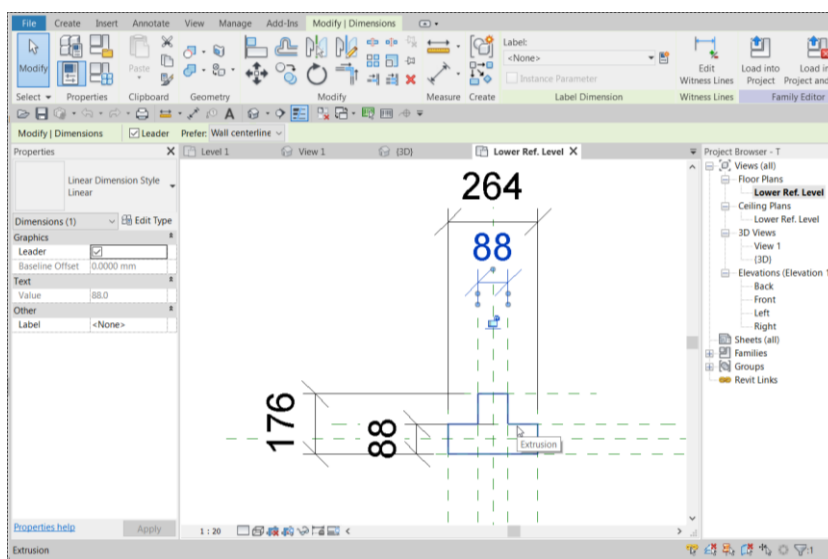 File Create Insert Annotate View Manage Add-Ins Modify | Dimensions
Modify Paste Label:
<None>
Instance Parameter
Edit Witness Lines Load into Project Load in Project and
Select Properties Clipboard Geometry Modify Measure Create Label Dimension Witness Lines Family Editor
Modify | Dimensions Leader Prefer: Wall centerline
Properties X Level 1 View 1 {3D} Lower Ref. Level X Project Browser - T
Linear Dimension Style
Linear
Dimensions (1) Edit Type
Graphics
Leader
Baseline Offset 0.0000 mm
Text
Value 88.0
Other
Label <None>
264
88
176
88
Extrusion
Views (all)
Floor Plans
Lower Ref. Level
Ceiling Plans
Lower Ref. Level
3D Views
View 1
{3D}
Elevations (Elevation 1
Back
Front
Left
Right
Sheets (all)
Families
Groups
Revit Links
Properties help Apply 1 : 20
Extrusion :1